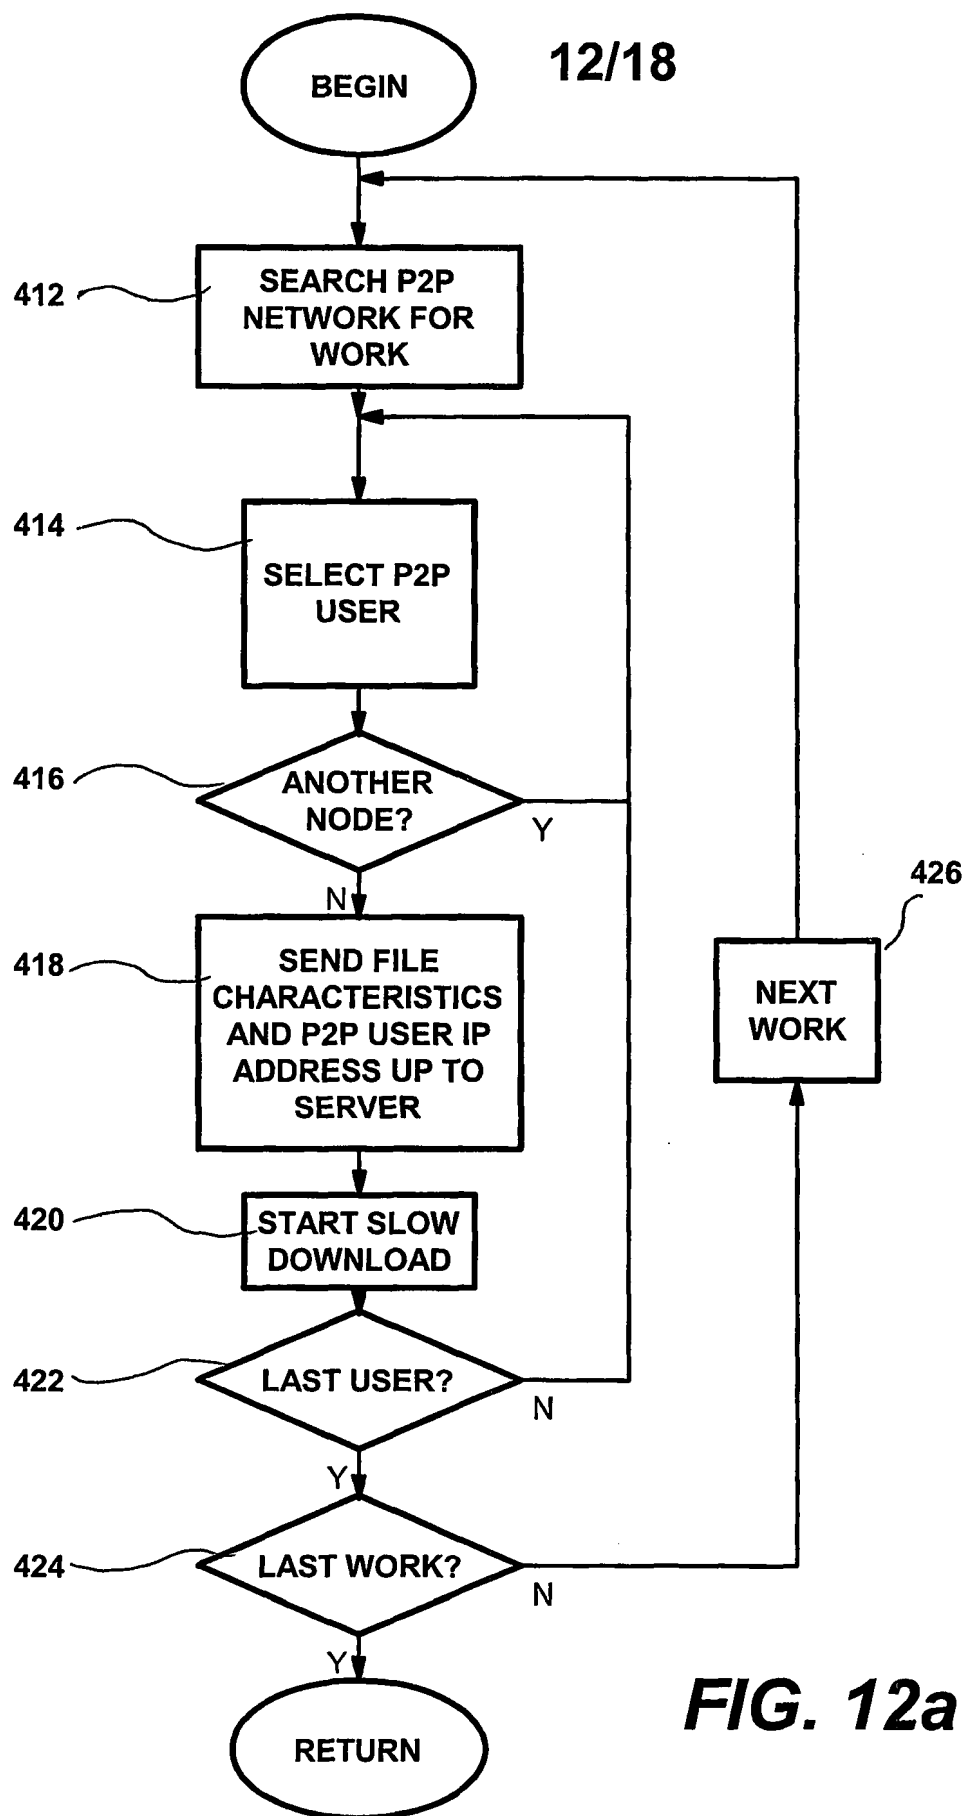 BEGIN
12/18
412
SEARCH P2P
NETWORK FOR
WORK
414
SELECT P2P
USER
416
ANOTHER
NODE?
Y
N
418
SEND FILE
CHARACTERISTICS
AND P2P USER IP
ADDRESS UP TO
SERVER
426
NEXT
WORK
420
START SLOW
DOWNLOAD
422
LAST USER?
N
Y
424
LAST WORK?
N
Y
RETURN
FIG. 12a